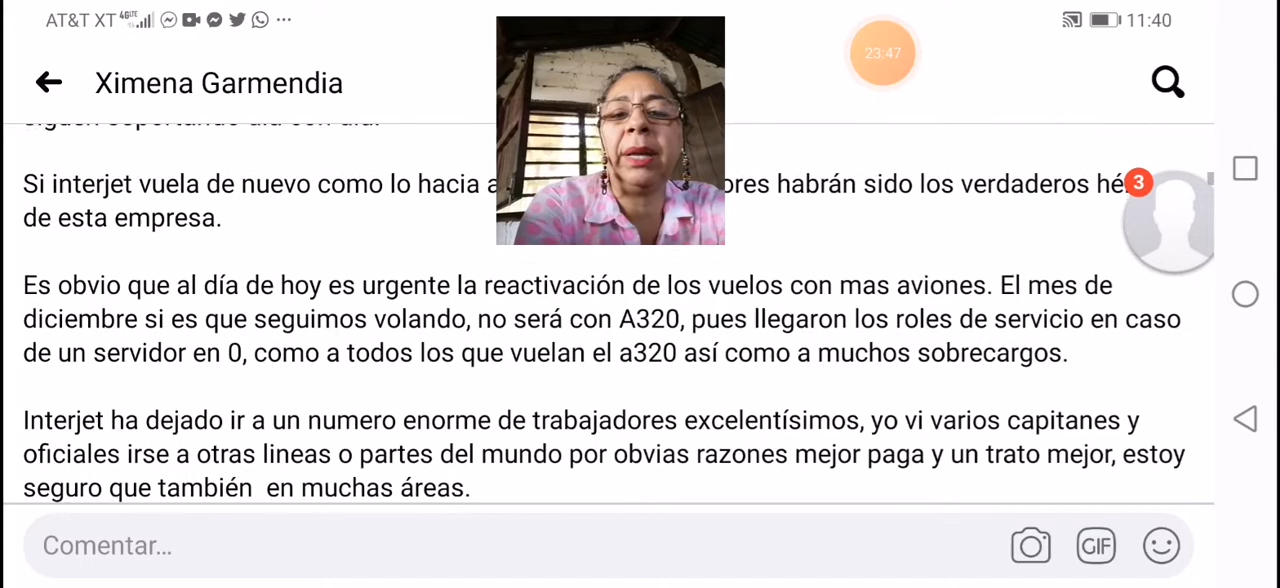 AT&T XT 4G LTE 11:40
23:47
Ximena Garmendia
Si interjet vuela de nuevo como lo hacia a ores habrán sido los verdaderos hé
3
de esta empresa.
Es obvio que al día de hoy es urgente la reactivación de los vuelos con mas aviones. El mes de
diciembre si es que seguimos volando, no será con A320, pues llegaron los roles de servicio en caso
de un servidor en 0, como a todos los que vuelan el a320 así como a muchos sobrecargos.
Interjet ha dejado ir a un numero enorme de trabajadores excelentísimos, yo vi varios capitanes y
oficiales irse a otras lineas o partes del mundo por obvias razones mejor paga y un trato mejor, estoy
seguro que también en muchas áreas.
Comentar...
GIF